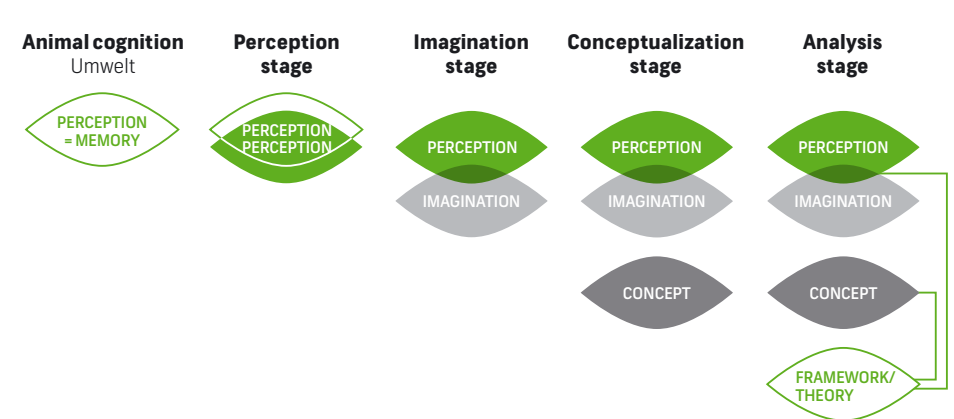 Animal cognition
Umwelt
Perception
stage
Imagination
stage
Conceptualization
stage
Analysis
stage
PERCEPTION
= MEMORY
PERCEPTION
PERCEPTION
PERCEPTION
IMAGINATION
PERCEPTION
IMAGINATION
CONCEPT
PERCEPTION
IMAGINATION
CONCEPT
FRAMEWORK/
THEORY